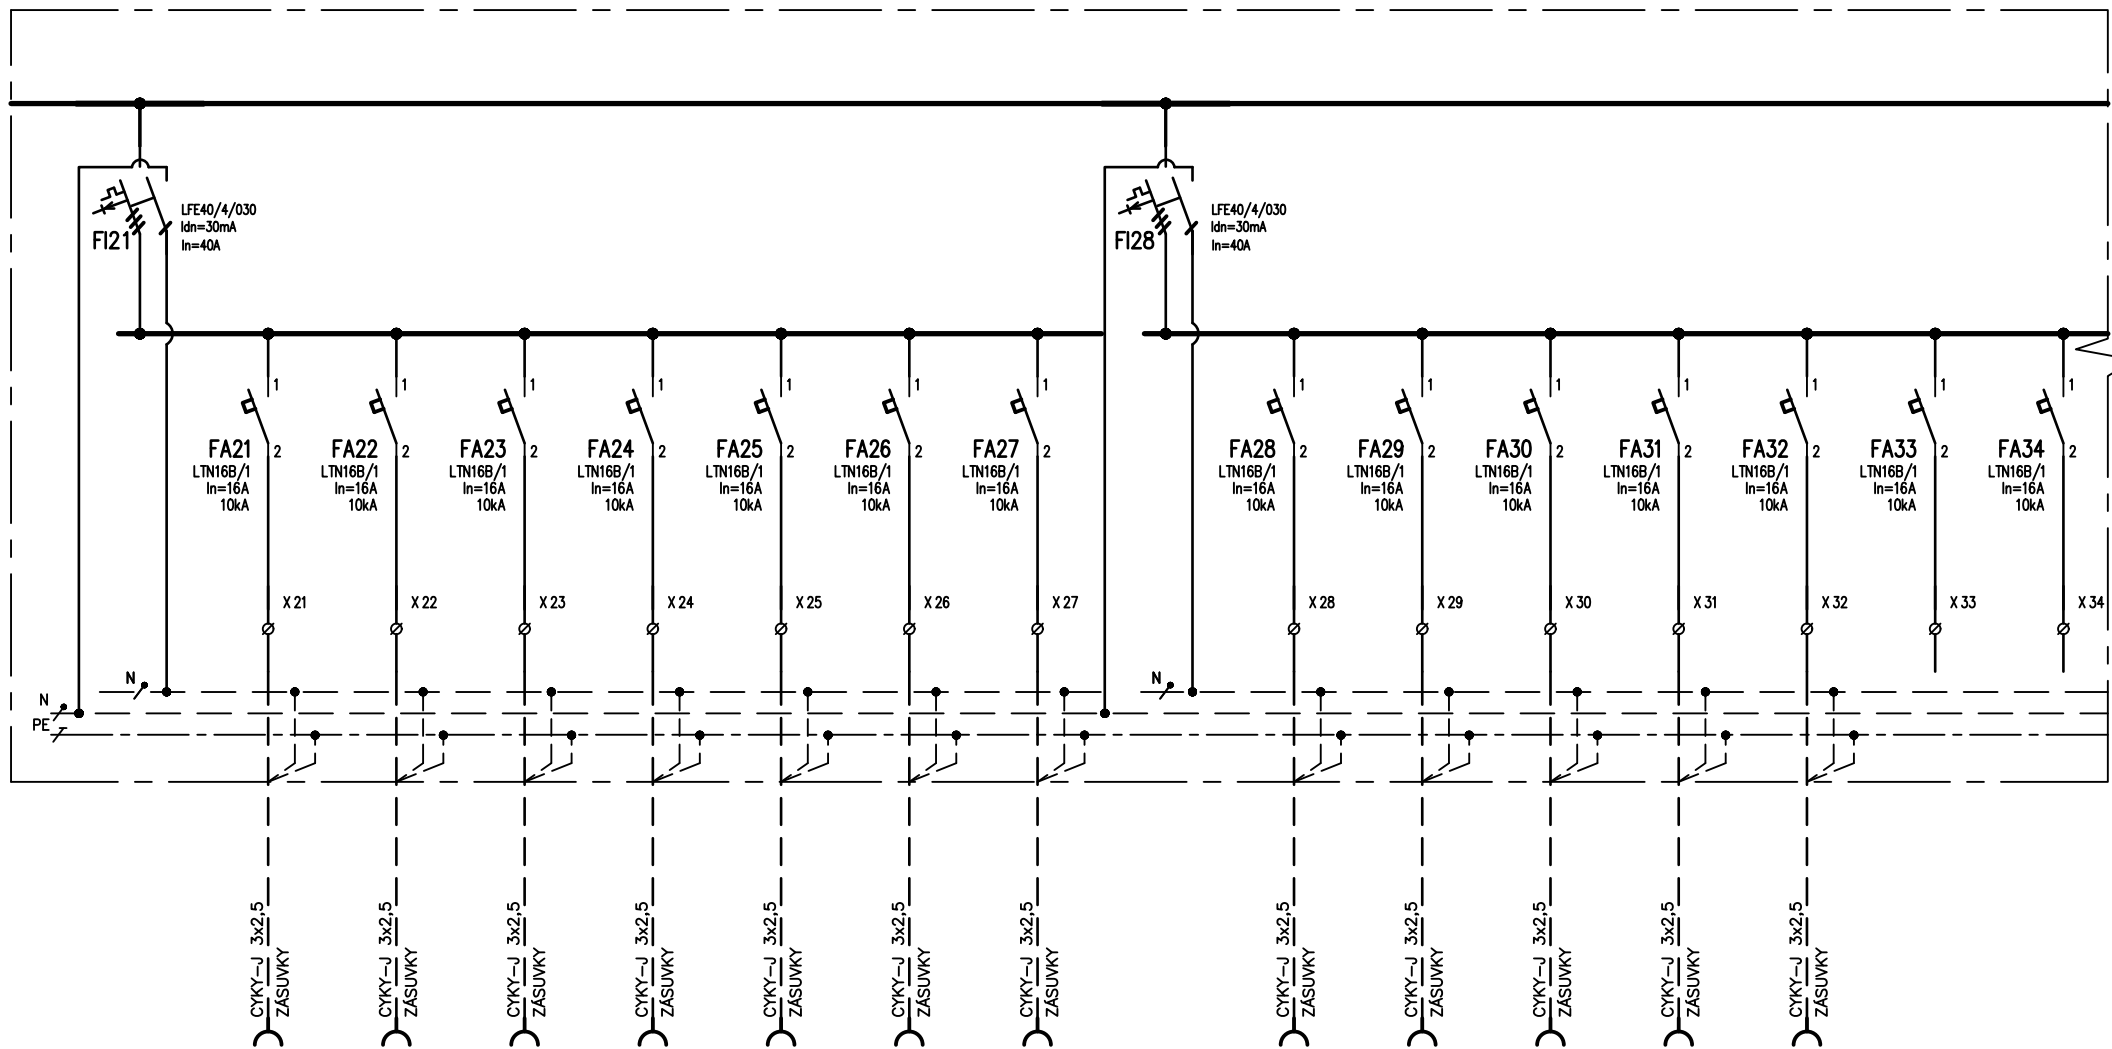 LFE40/4/030
Idn=30mA
In=40A
FI21
LFE40/4/030
Idn=30mA
In=40A
FI28
1
1
1
1
1
1
1
1
1
1
1
1
1
1
FA21 2
LTN16B/1
In=16A
10kA
FA22 2
LTN16B/1
In=16A
10kA
FA23 2
LTN16B/1
In=16A
10kA
FA24 2
LTN16B/1
In=16A
10kA
FA25 2
LTN16B/1
In=16A
10kA
FA26 2
LTN16B/1
In=16A
10kA
FA27 2
LTN16B/1
In=16A
10kA
FA28 2
LTN16B/1
In=16A
10kA
FA29 2
LTN16B/1
In=16A
10kA
FA30 2
LTN16B/1
In=16A
10kA
FA31 2
LTN16B/1
In=16A
10kA
FA32 2
LTN16B/1
In=16A
10kA
FA33 2
LTN16B/1
In=16A
10kA
FA34 2
LTN16B/1
In=16A
10kA
X 21
X 22
X 23
X 24
X 25
X 26
X 27
X 28
X 29
X 30
X 31
X 32
X 33
X 34
N
N
N
PE
CYKY-J 3x2,5
ZÁSUVKY
CYKY-J 3x2,5
ZÁSUVKY
CYKY-J 3x2,5
ZÁSUVKY
CYKY-J 3x2,5
ZÁSUVKY
CYKY-J 3x2,5
ZÁSUVKY
CYKY-J 3x2,5
ZÁSUVKY
CYKY-J 3x2,5
ZÁSUVKY
CYKY-J 3x2,5
ZÁSUVKY
CYKY-J 3x2,5
ZÁSUVKY
CYKY-J 3x2,5
ZÁSUVKY
CYKY-J 3x2,5
ZÁSUVKY
CYKY-J 3x2,5
ZÁSUVKY